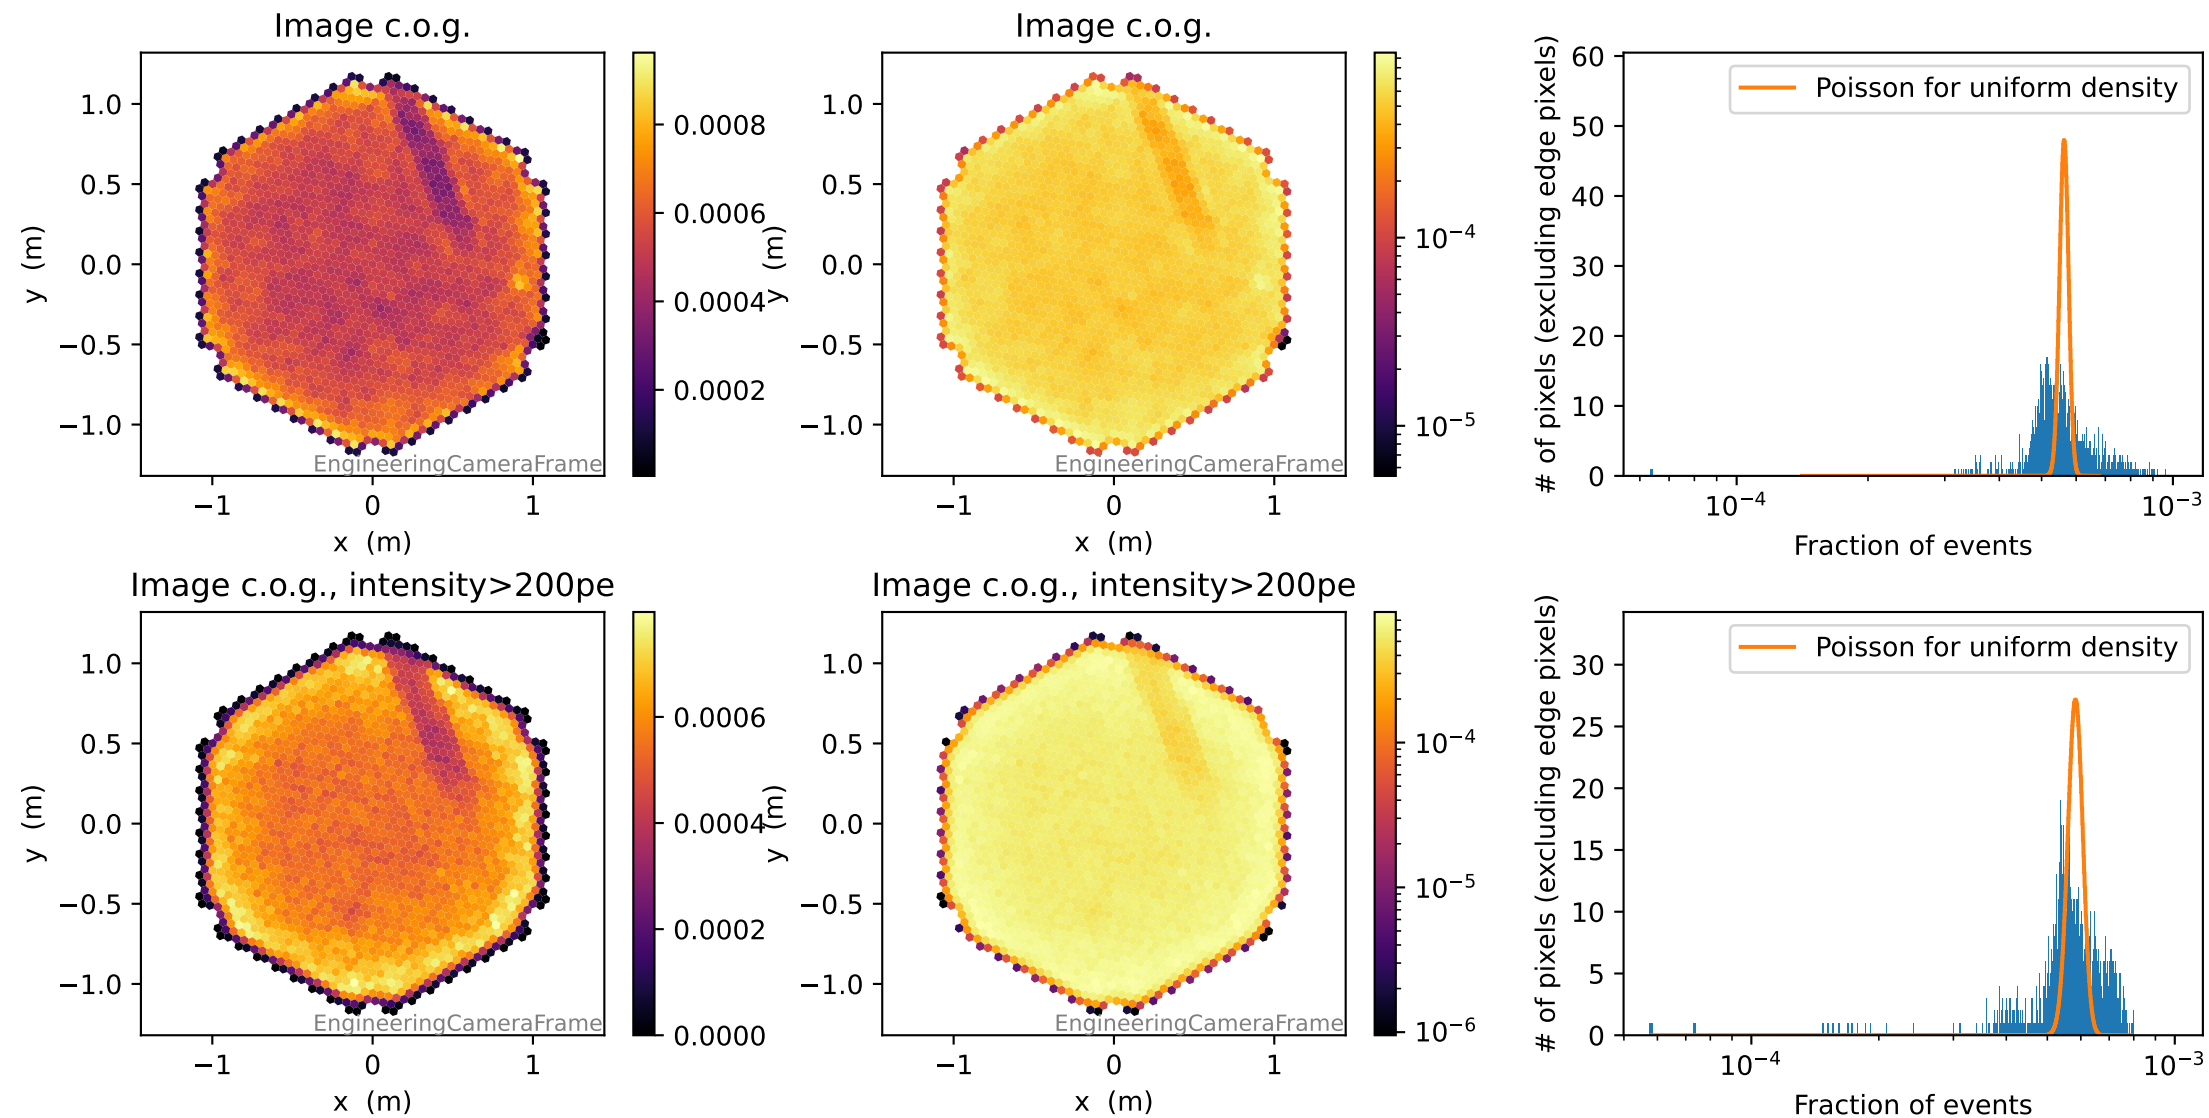 Image c.o.g.
1.0
0.5
0.0
−0.5
−1.0
y (m)
EngineeringCameraFrame
−1 0 1
x (m)
0.0008
0.0006
0.0004
0.0002
Image c.o.g.
1.0
0.5
0.0
−0.5
−1.0
y (m)
EngineeringCameraFrame
−1 0 1
x (m)
10−4
10−5
60
50
40
30
20
10
0
# of pixels (excluding edge pixels)
Poisson for uniform density
10−4 10−3
Fraction of events
Image c.o.g., intensity>200pe
1.0
0.5
0.0
−0.5
−1.0
y (m)
EngineeringCameraFrame
−1 0 1
x (m)
0.0006
0.0004
0.0002
0.0000
Image c.o.g., intensity>200pe
1.0
0.5
0.0
−0.5
−1.0
y (m)
EngineeringCameraFrame
−1 0 1
x (m)
10−4
10−5
10−6
30
25
20
15
10
5
0
# of pixels (excluding edge pixels)
Poisson for uniform density
10−4 10−3
Fraction of events